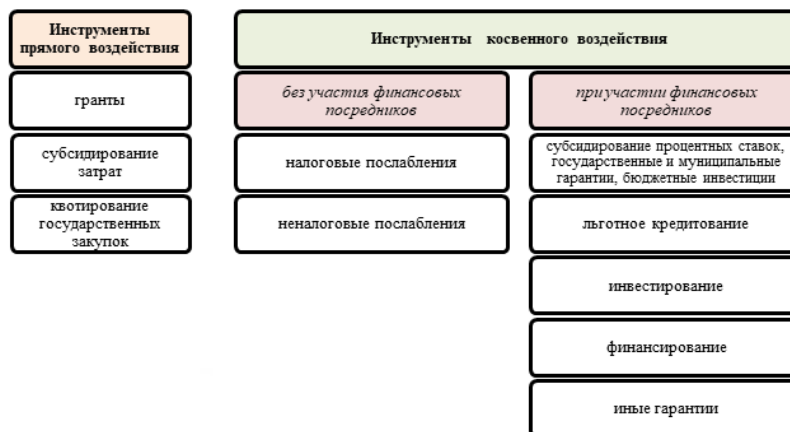 Инструменты
прямого воздействия
гранты
субсидирование
затрат
квотирование
государственных
закупок
Инструменты косвенного воздействия
без участия финансовых
посредников
налоговые послабления
неналоговые послабления
при участии финансовых
посредников
субсидирование процентных ставок,
государственные и муниципальные
гарантии, бюджетные инвестиции
льготное кредитование
инвестирование
финансирование
иные гарантии